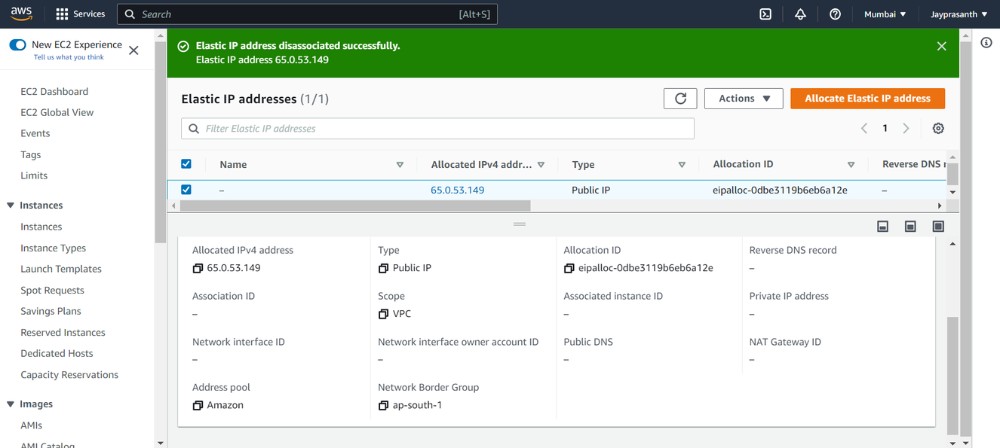 aws
Services
Search
[Alt+S]
Mumbai
Jayprasanth
New EC2 Experience
Tell us what you think
EC2 Dashboard
EC2 Global View
Events
Tags
Limits
Instances
Instances
Instance Types
Launch Templates
Spot Requests
Savings Plans
Reserved Instances
Dedicated Hosts
Capacity Reservations
Images
AMIs
AMI Catalog
Elastic IP address disassociated successfully.
Elastic IP address 65.0.53.149
Elastic IP addresses (1/1)
Actions
Allocate Elastic IP address
Filter Elastic IP addresses
1
Name
Allocated IPv4 addr...
Type
Allocation ID
Reverse DNS r
–
65.0.53.149
Public IP
eipalloc-0dbe3119b6eb6a12e
–
Allocated IPv4 address
65.0.53.149
Type
Public IP
Allocation ID
eipalloc-0dbe3119b6eb6a12e
Reverse DNS record
–
Association ID
–
Scope
VPC
Associated instance ID
–
Private IP address
–
Network interface ID
–
Network interface owner account ID
–
Public DNS
–
NAT Gateway ID
–
Address pool
Amazon
Network Border Group
ap-south-1